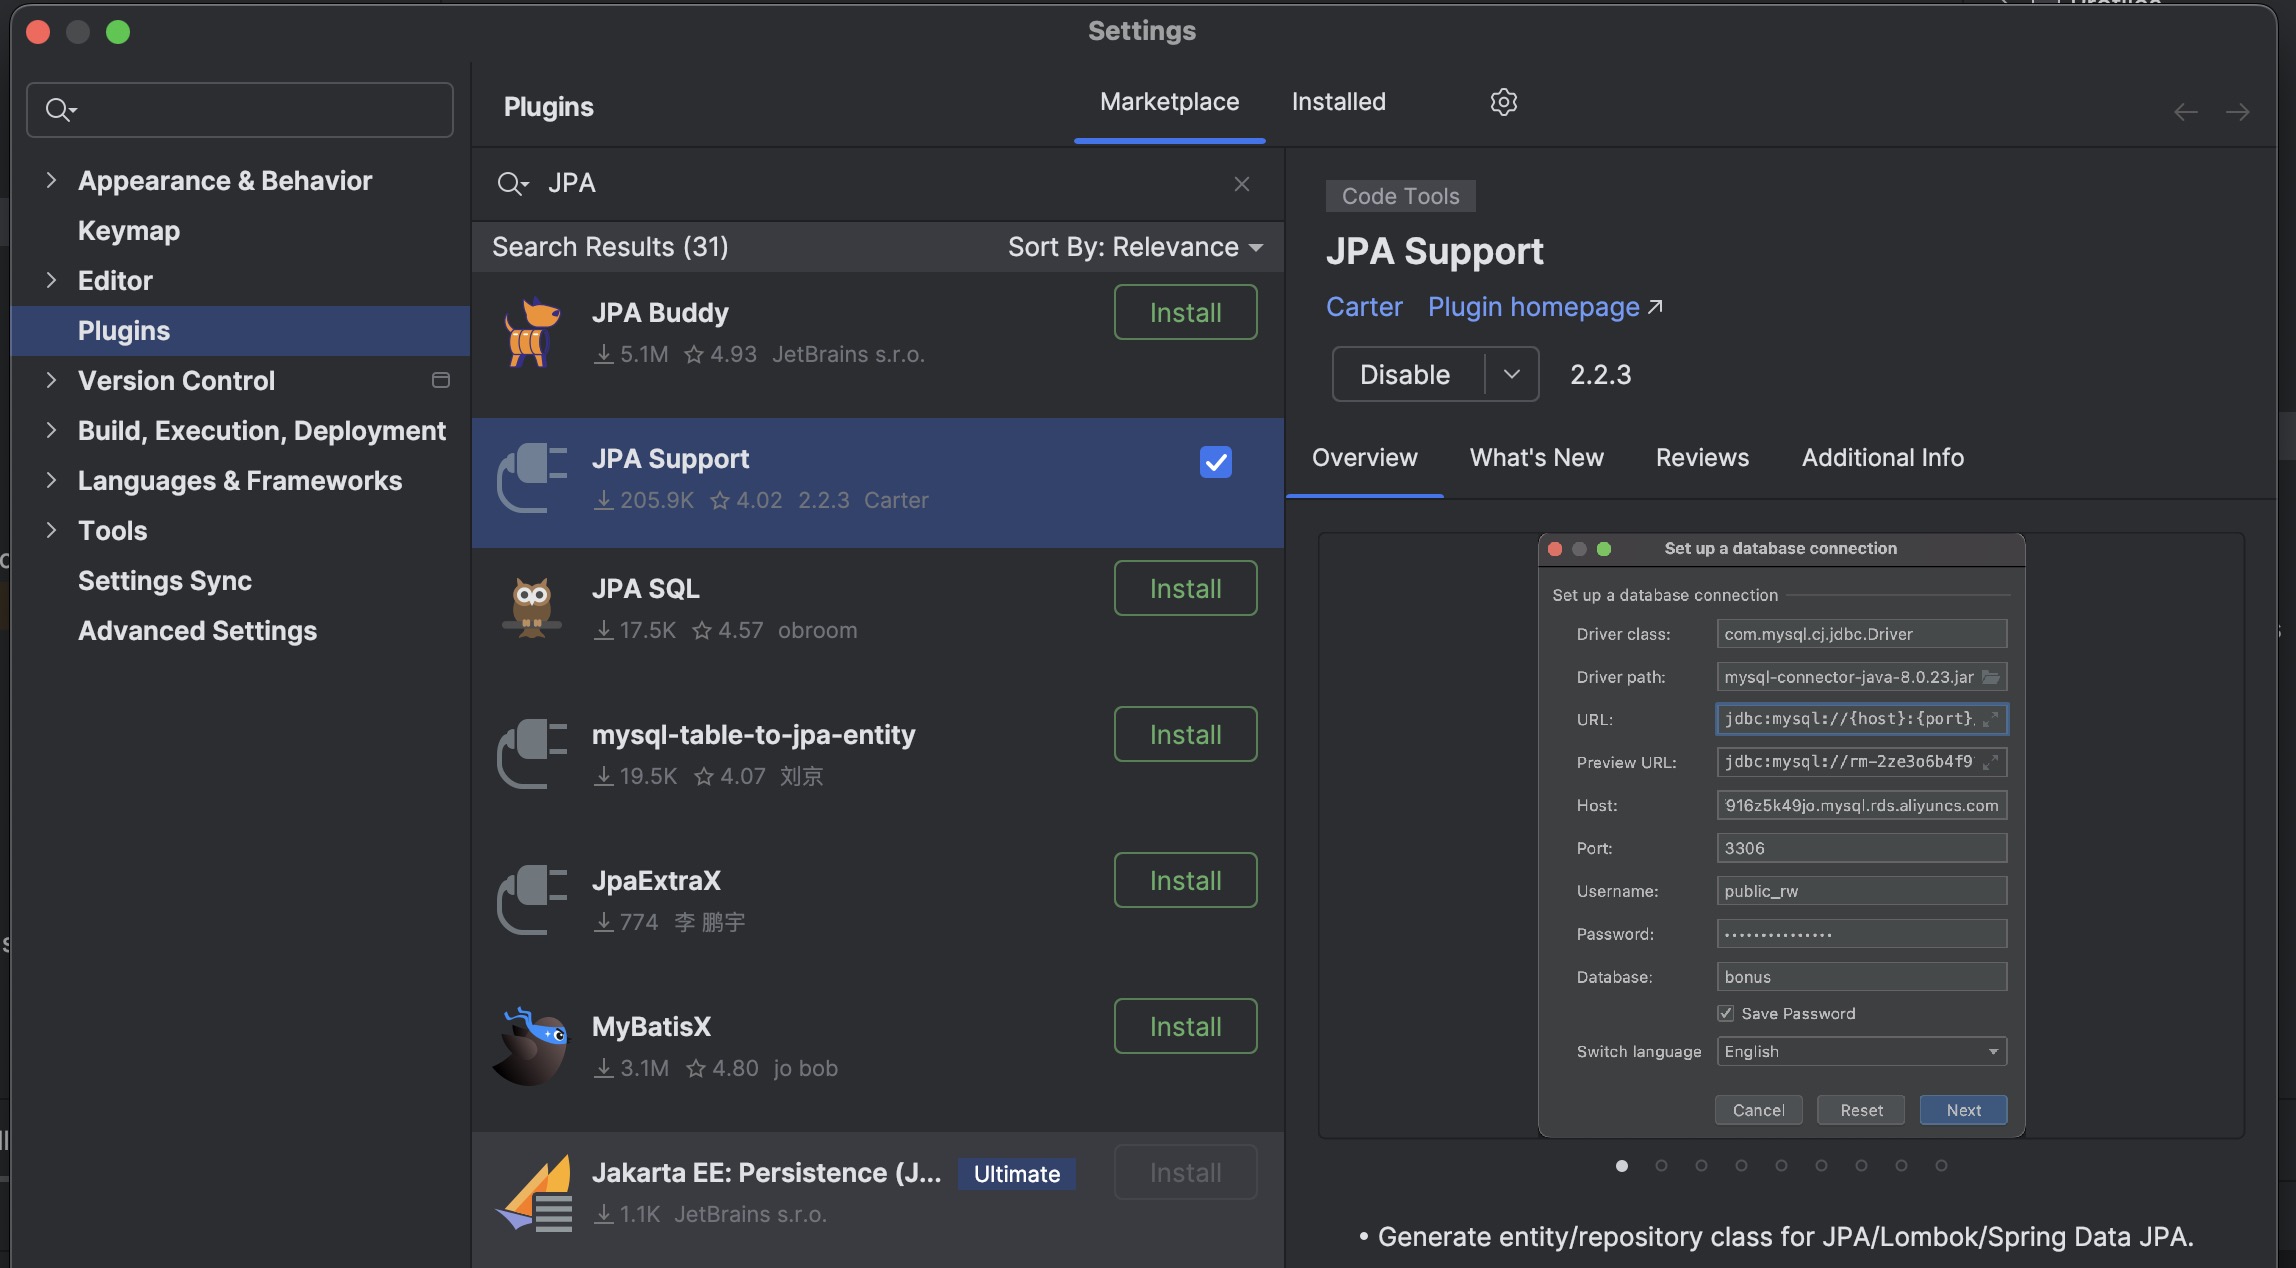 Settings
Plugins
Marketplace
Installed
Appearance & Behavior
Keymap
Editor
Plugins
Version Control
Build, Execution, Deployment
Languages & Frameworks
Tools
Settings Sync
Advanced Settings
JPA
Search Results (31)
Sort By: Relevance
JPA Buddy
Install
5.1M 4.93 JetBrains s.r.o.
JPA Support
205.9K 4.02 2.2.3 Carter
JPA SQL
Install
17.5K 4.57 obroom
mysql-table-to-jpa-entity
Install
19.5K 4.07 刘京
JpaExtraX
Install
774 李 鹏宇
MyBatisX
Install
3.1M 4.80 jo bob
Jakarta EE: Persistence (J...
Ultimate
Install
1.1K JetBrains s.r.o.
Code Tools
JPA Support
Carter Plugin homepage
Disable 2.2.3
Overview What's New Reviews Additional Info
Set up a database connection
Set up a database connection
Driver class: com.mysql.cj.jdbc.Driver
Driver path: mysql-connector-java-8.0.23.jar
URL: jdbc:mysql://{host}:{port}
Preview URL: jdbc:mysql://rm-2ze3o6b4f9
Host: 916z5k49jo.mysql.rds.aliyuncs.com
Port: 3306
Username: public_rw
Password: •••••••••••••••
Database: bonus
Save Password
Switch language English
Cancel Reset Next
• Generate entity/repository class for JPA/Lombok/Spring Data JPA.